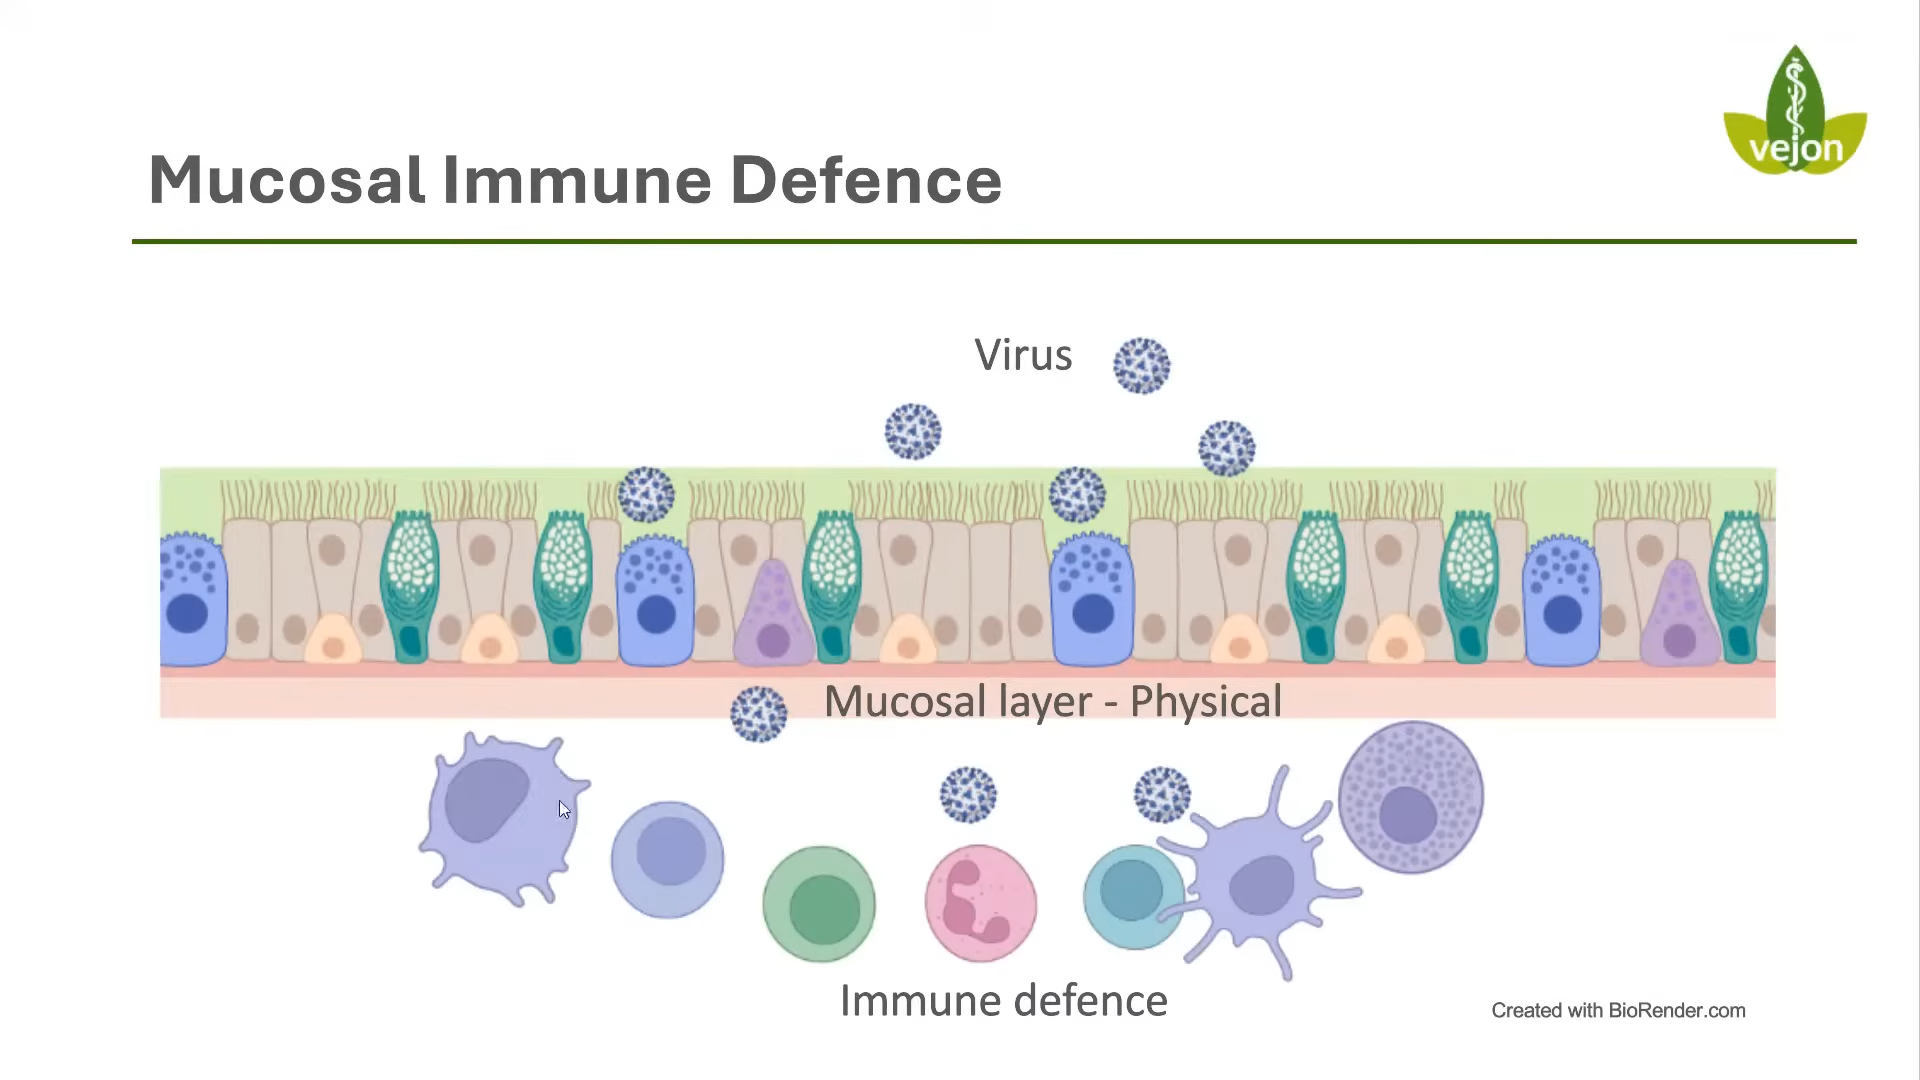 vejon
Mucosal Immune Defence
Virus
Mucosal layer - Physical
Immune defence
Created with BioRender.com